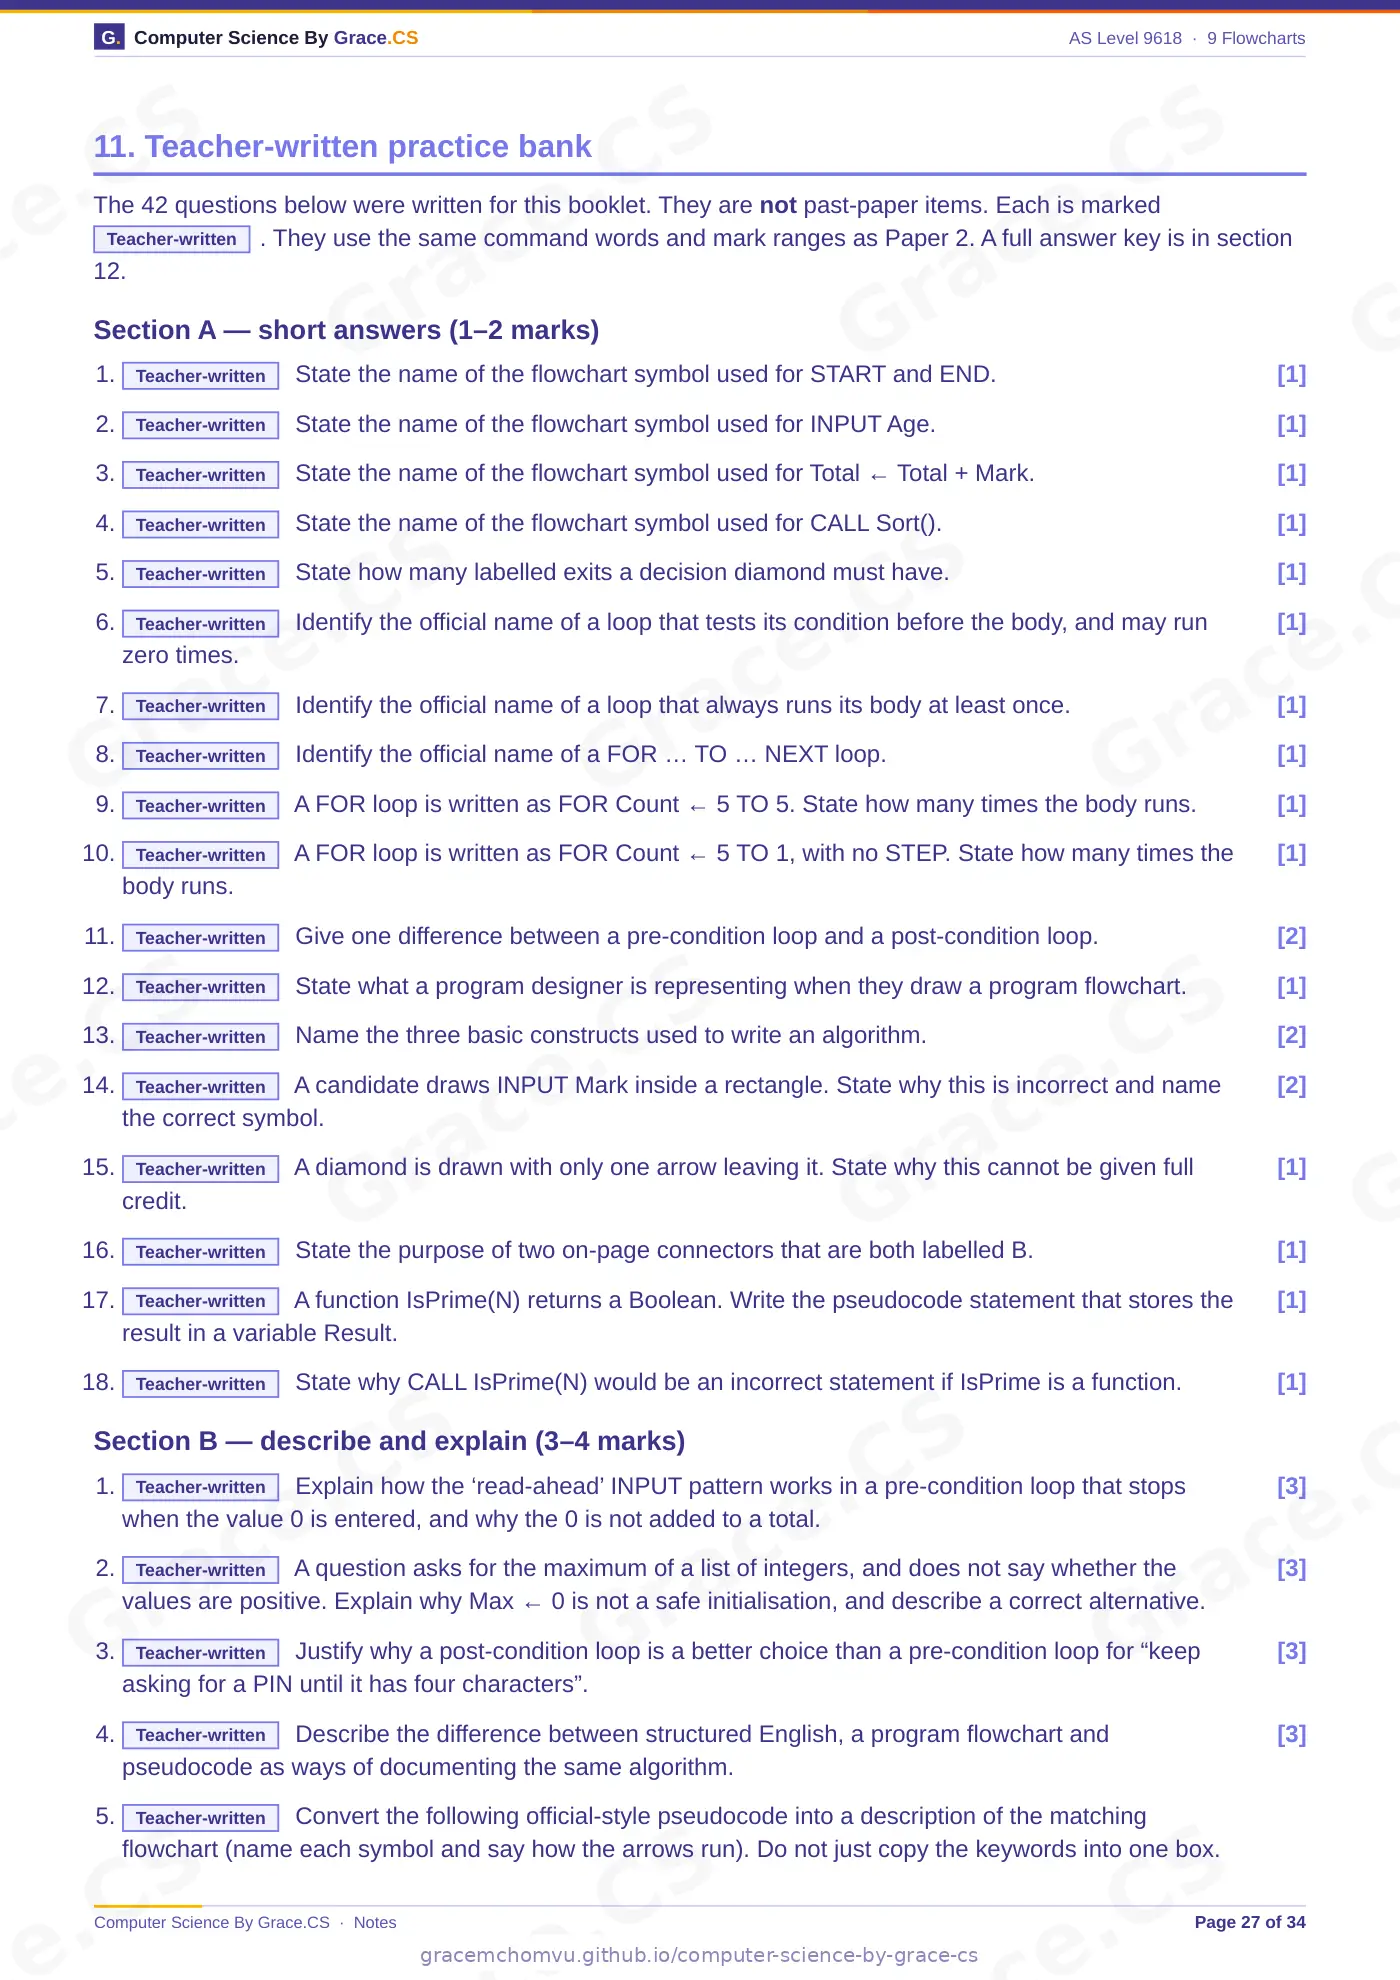 G. Computer Science By Grace.CS
AS Level 9618 · 9 Flowcharts
11. Teacher-written practice bank
The 42 questions below were written for this booklet. They are not past-paper items. Each is marked
Teacher-written . They use the same command words and mark ranges as Paper 2. A full answer key is in section
12.
Section A — short answers (1–2 marks)
1. Teacher-written State the name of the flowchart symbol used for START and END. [1]
2. Teacher-written State the name of the flowchart symbol used for INPUT Age. [1]
3. Teacher-written State the name of the flowchart symbol used for Total ← Total + Mark. [1]
4. Teacher-written State the name of the flowchart symbol used for CALL Sort(). [1]
5. Teacher-written State how many labelled exits a decision diamond must have. [1]
6. Teacher-written Identify the official name of a loop that tests its condition before the body, and may run [1]
zero times.
7. Teacher-written Identify the official name of a loop that always runs its body at least once. [1]
8. Teacher-written Identify the official name of a FOR … TO … NEXT loop. [1]
9. Teacher-written A FOR loop is written as FOR Count ← 5 TO 5. State how many times the body runs. [1]
10. Teacher-written A FOR loop is written as FOR Count ← 5 TO 1, with no STEP. State how many times the [1]
body runs.
11. Teacher-written Give one difference between a pre-condition loop and a post-condition loop. [2]
12. Teacher-written State what a program designer is representing when they draw a program flowchart. [1]
13. Teacher-written Name the three basic constructs used to write an algorithm. [2]
14. Teacher-written A candidate draws INPUT Mark inside a rectangle. State why this is incorrect and name [2]
the correct symbol.
15. Teacher-written A diamond is drawn with only one arrow leaving it. State why this cannot be given full [1]
credit.
16. Teacher-written State the purpose of two on-page connectors that are both labelled B. [1]
17. Teacher-written A function IsPrime(N) returns a Boolean. Write the pseudocode statement that stores the [1]
result in a variable Result.
18. Teacher-written State why CALL IsPrime(N) would be an incorrect statement if IsPrime is a function. [1]
Section B — describe and explain (3–4 marks)
1. Teacher-written Explain how the ‘read-ahead’ INPUT pattern works in a pre-condition loop that stops [3]
when the value 0 is entered, and why the 0 is not added to a total.
2. Teacher-written A question asks for the maximum of a list of integers, and does not say whether the [3]
values are positive. Explain why Max ← 0 is not a safe initialisation, and describe a correct alternative.
3. Teacher-written Justify why a post-condition loop is a better choice than a pre-condition loop for “keep [3]
asking for a PIN until it has four characters”.
4. Teacher-written Describe the difference between structured English, a program flowchart and [3]
pseudocode as ways of documenting the same algorithm.
5. Teacher-written Convert the following official-style pseudocode into a description of the matching
flowchart (name each symbol and say how the arrows run). Do not just copy the keywords into one box.
Computer Science By Grace.CS · Notes
Page 27 of 34
gracemchomvu.github.io/computer-science-by-grace-cs